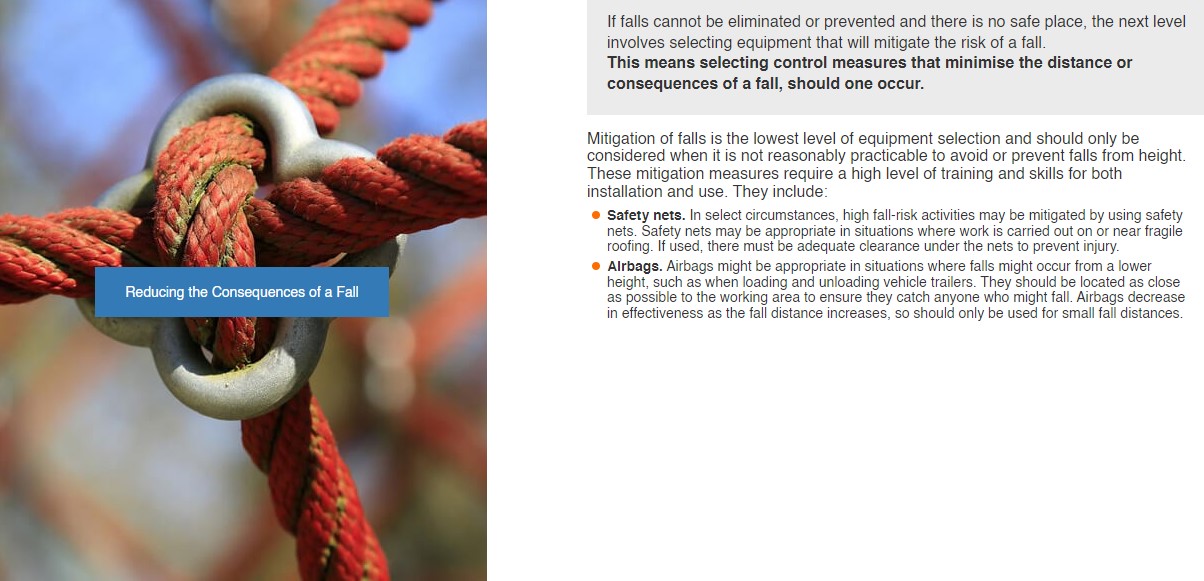 If falls cannot be eliminated or prevented and there is no safe place, the next level
involves selecting equipment that will mitigate the risk of a fall.
This means selecting control measures that minimise the distance or
consequences of a fall, should one occur.
Mitigation of falls is the lowest level of equipment selection and should only be
considered when it is not reasonably practicable to avoid or prevent falls from height.
These mitigation measures require a high level of training and skills for both
installation and use. They include:
Safety nets. In select circumstances, high fall-risk activities may be mitigated by using safety
nets. Safety nets may be appropriate in situations where work is carried out on or near fragile
roofing. If used, there must be adequate clearance under the nets to prevent injury.
Airbags. Airbags might be appropriate in situations where falls might occur from a lower
height, such as when loading and unloading vehicle trailers. They should be located as close
as possible to the working area to ensure they catch anyone who might fall. Airbags decrease
in effectiveness as the fall distance increases, so should only be used for small fall distances.
Reducing the Consequences of a Fall